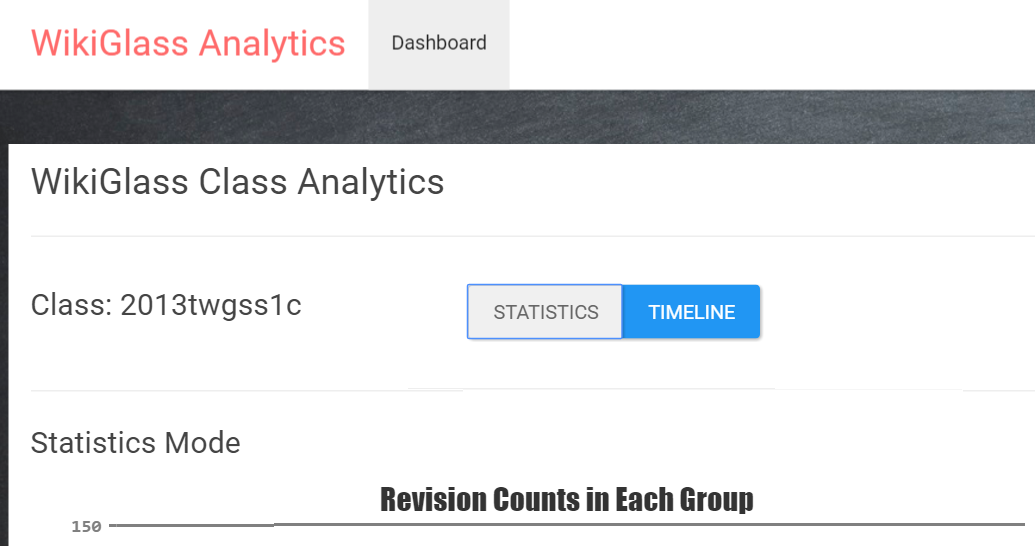 WikiGlass Analytics Dashboard
WikiGlass Class Analytics
Class: 2013twgss1c STATISTICS TIMELINE
Statistics Mode
Revision Counts in Each Group
150